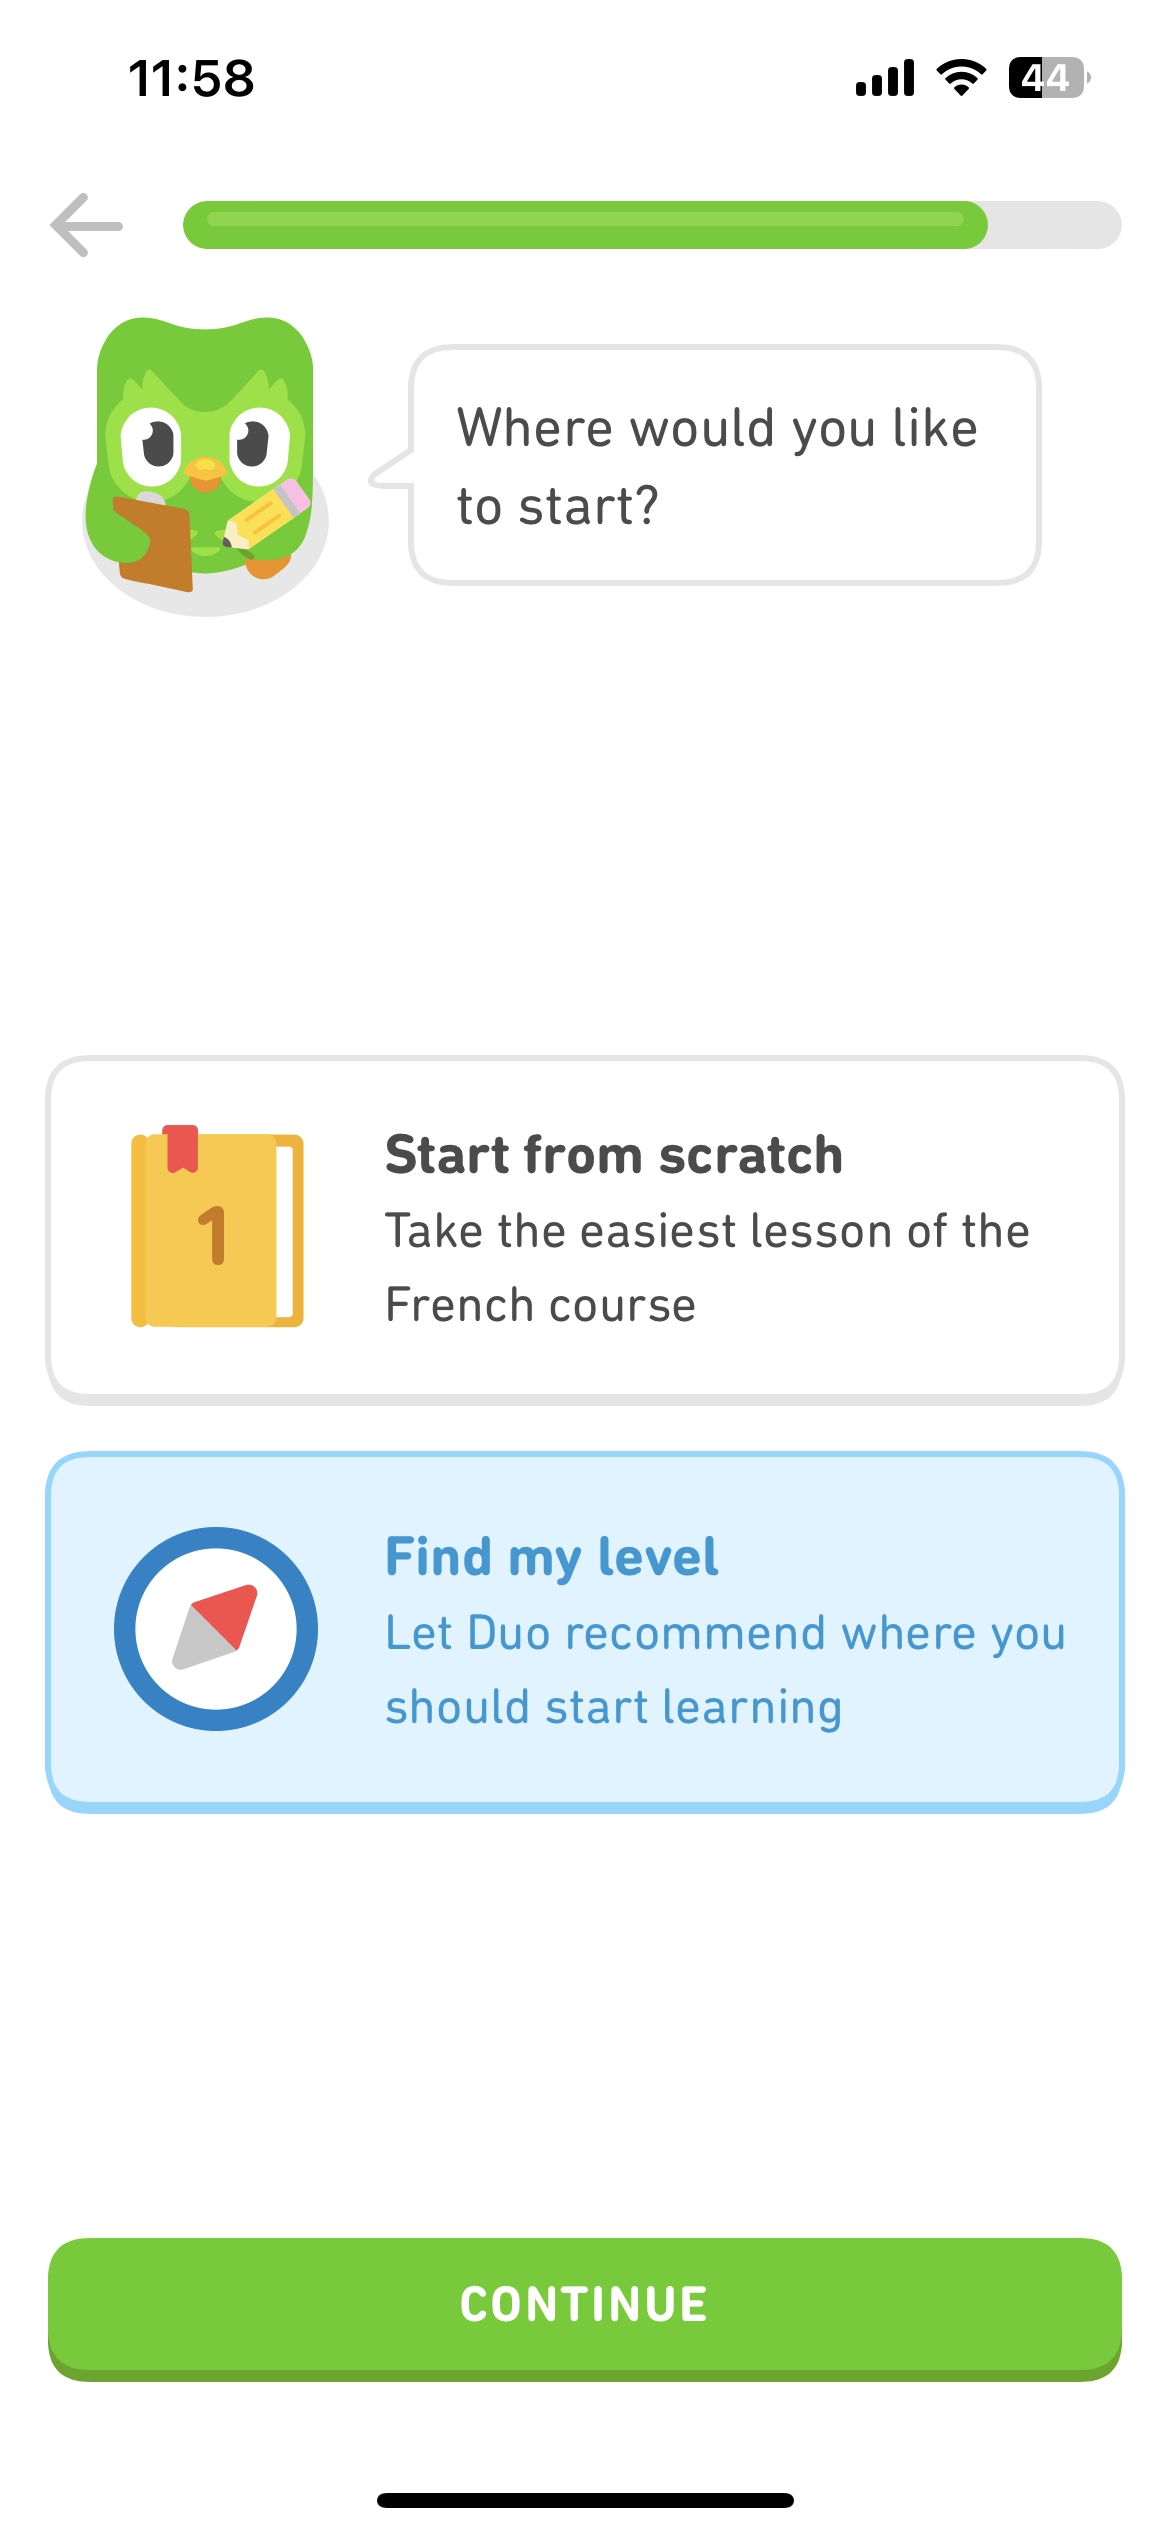 11:58
44
Where would you like
to start?
1
Start from scratch
Take the easiest lesson of the
French course
Find my level
Let Duo recommend where you
should start learning
CONTINUE